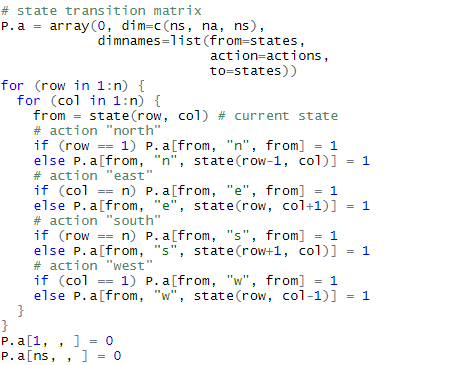 # state transition matrix
P.a = array(0, dim=c(ns, na, ns),
            dimnames=list(from=states,
                          action=actions,
                          to=states))
for (row in 1:n) {
  for (col in 1:n) {
    from = state(row, col) # current state
    # action "north"
    if (row == 1) P.a[from, "n", from] = 1
    else P.a[from, "n", state(row-1, col)] = 1
    # action "east"
    if (col == n) P.a[from, "e", from] = 1
    else P.a[from, "e", state(row, col+1)] = 1
    # action "south"
    if (row == n) P.a[from, "s", from] = 1
    else P.a[from, "s", state(row+1, col)] = 1
    # action "west"
    if (col == 1) P.a[from, "w", from] = 1
    else P.a[from, "w", state(row, col-1)] = 1
  }
}
P.a[1, , ] = 0
P.a[ns, , ] = 0